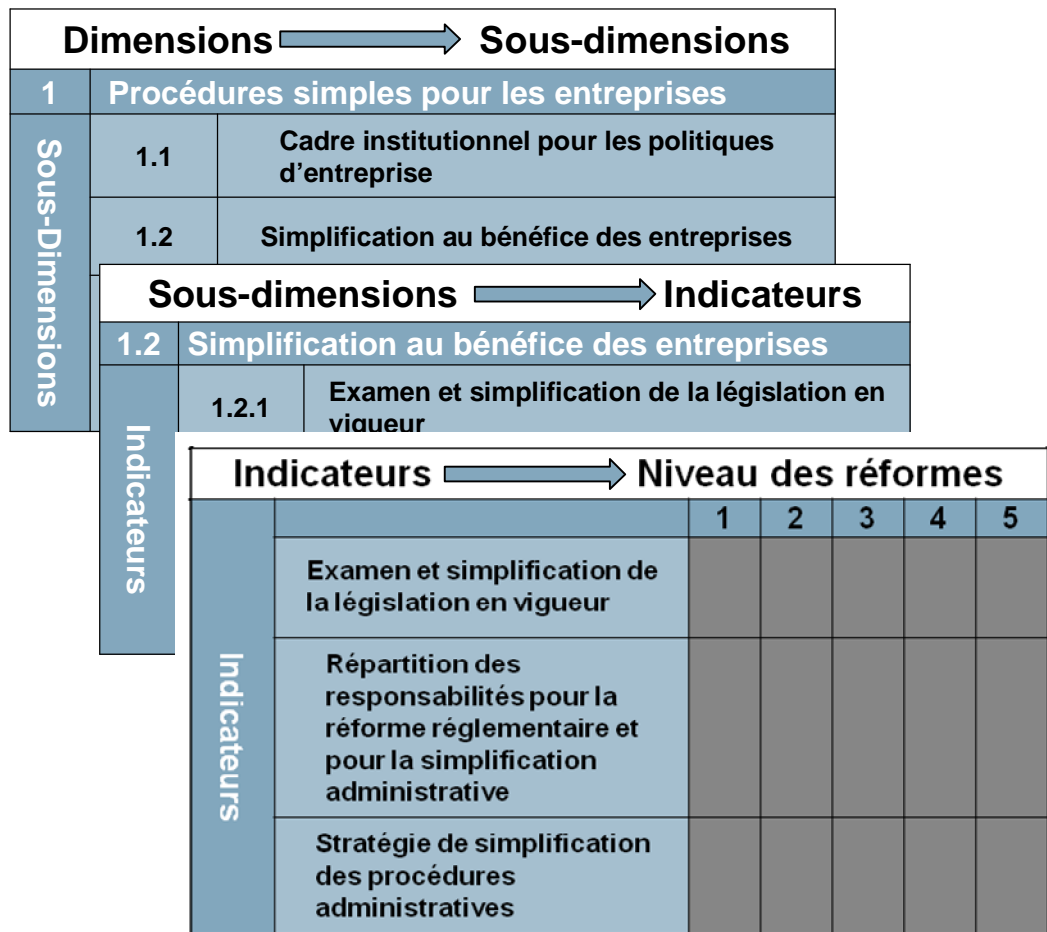 Dimensions Sous-dimensions
1 Procédures simples pour les entreprises
Sous-Dimensions
1.1 Cadre institutionnel pour les politiques
d’entreprise
1.2 Simplification au bénéfice des entreprises
Sous-dimensions Indicateurs
1.2 Simplification au bénéfice des entreprises
Indicateurs
1.2.1 Examen et simplification de la législation en
vigueur
Indicateurs Niveau des réformes
1 2 3 4 5
Indicateurs
Examen et simplification de
la législation en vigueur
Répartition des
responsabilités pour la
réforme réglementaire et
pour la simplification
administrative
Stratégie de simplification
des procédures
administratives